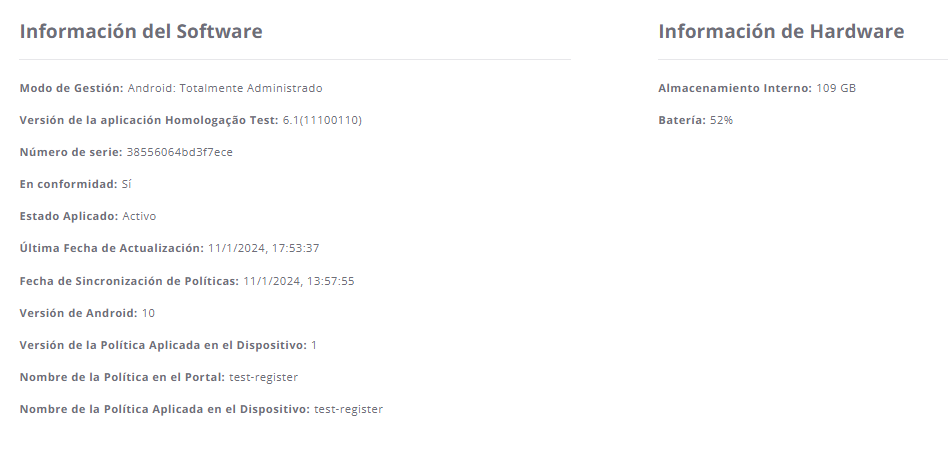 Información del Software
Modo de Gestión: Android: Totalmente Administrado
Versión de la aplicación Homologação Test: 6.1(11100110)
Número de serie: 38556064bd3f7ece
En conformidad: Sí
Estado Aplicado: Activo
Última Fecha de Actualización: 11/1/2024, 17:53:37
Fecha de Sincronización de Políticas: 11/1/2024, 13:57:55
Versión de Android: 10
Versión de la Política Aplicada en el Dispositivo: 1
Nombre de la Política en el Portal: test-register
Nombre de la Política Aplicada en el Dispositivo: test-register
Información de Hardware
Almacenamiento Interno: 109 GB
Batería: 52%